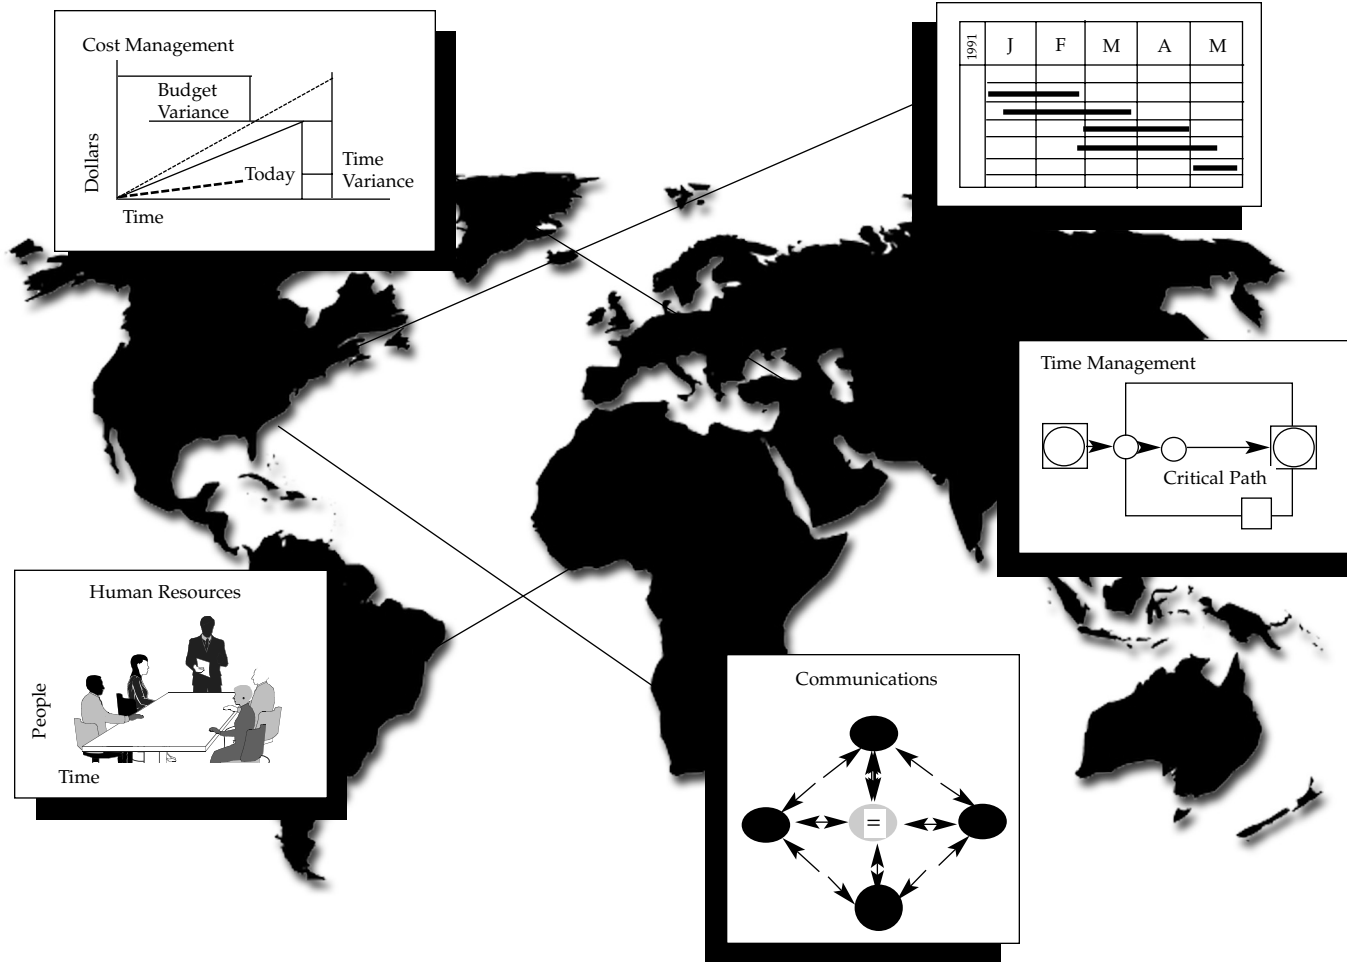 Cost Management
Budget
Variance
Dollars
Today
Time
Variance
Time
1991
J F M A M
Time Management
Critical Path
Human Resources
People
Time
Communications
=